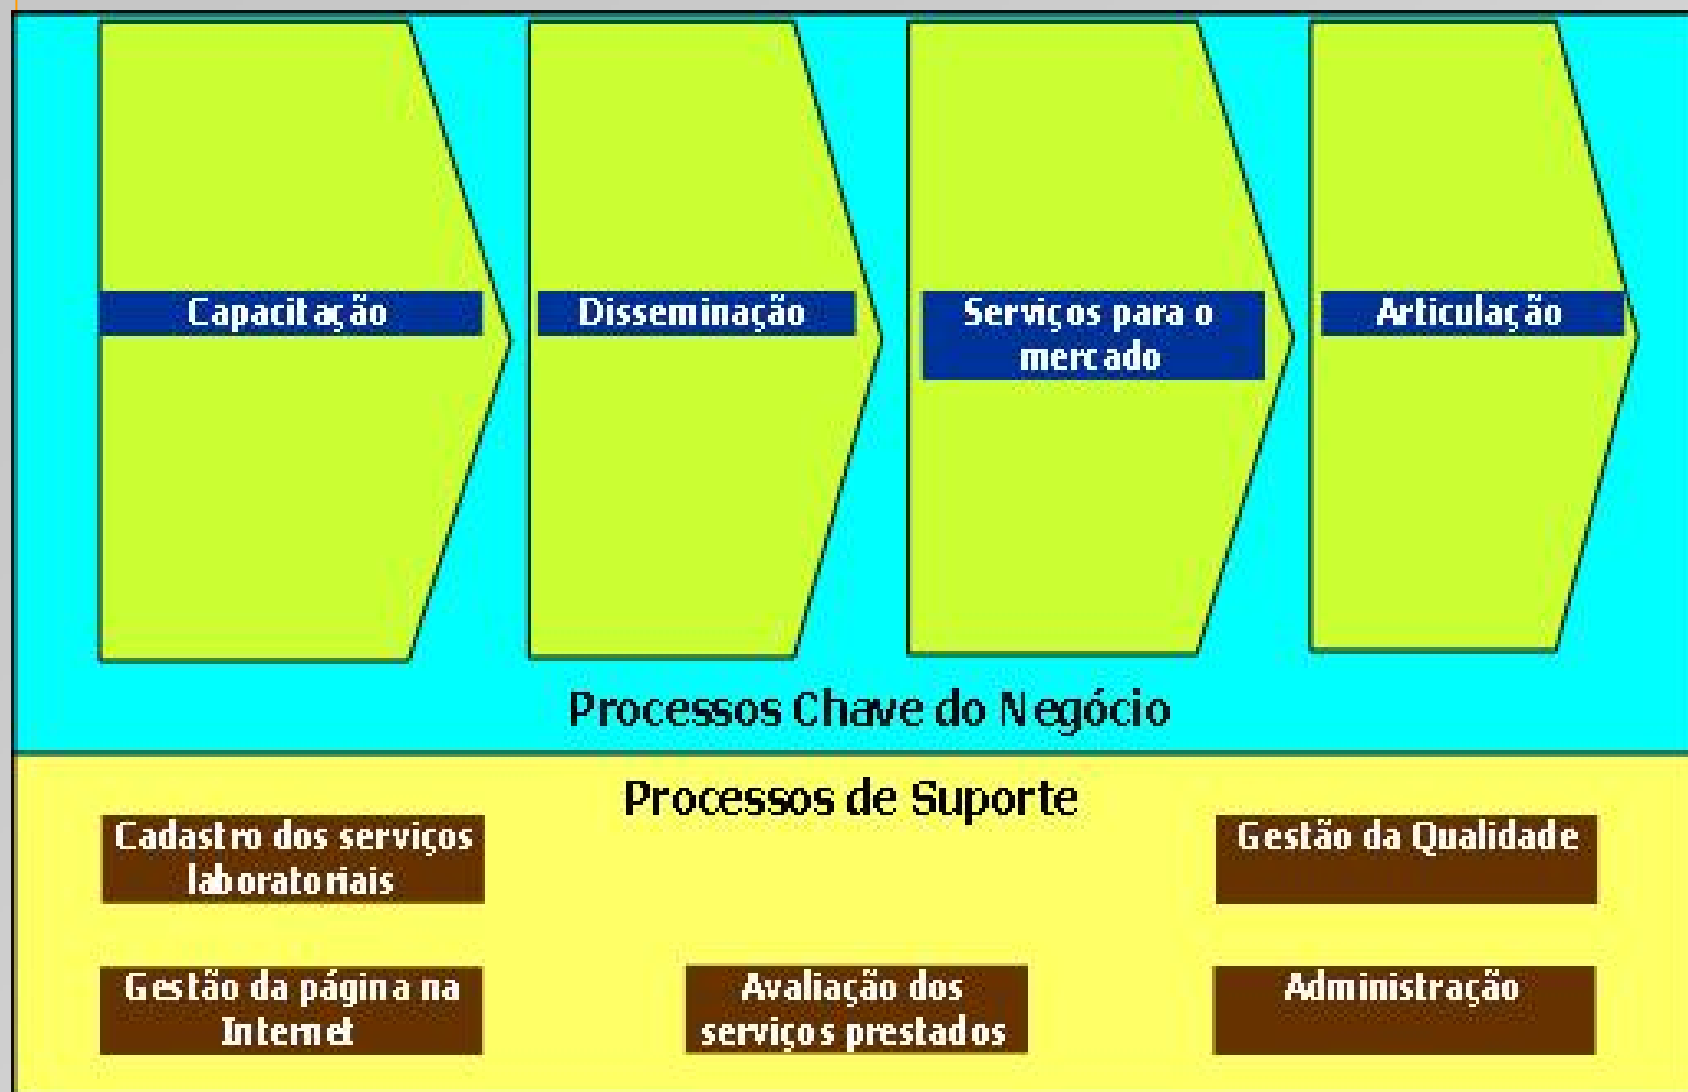 Capacitação
Disseminação
Serviços para o
mercado
Articulação
Processos Chave do Negócio
Processos de Suporte
Cadastro dos serviços
laboratoriais
Gestão da Qualidade
Gestão da página na
Internet
Avaliação dos
serviços prestados
Administração